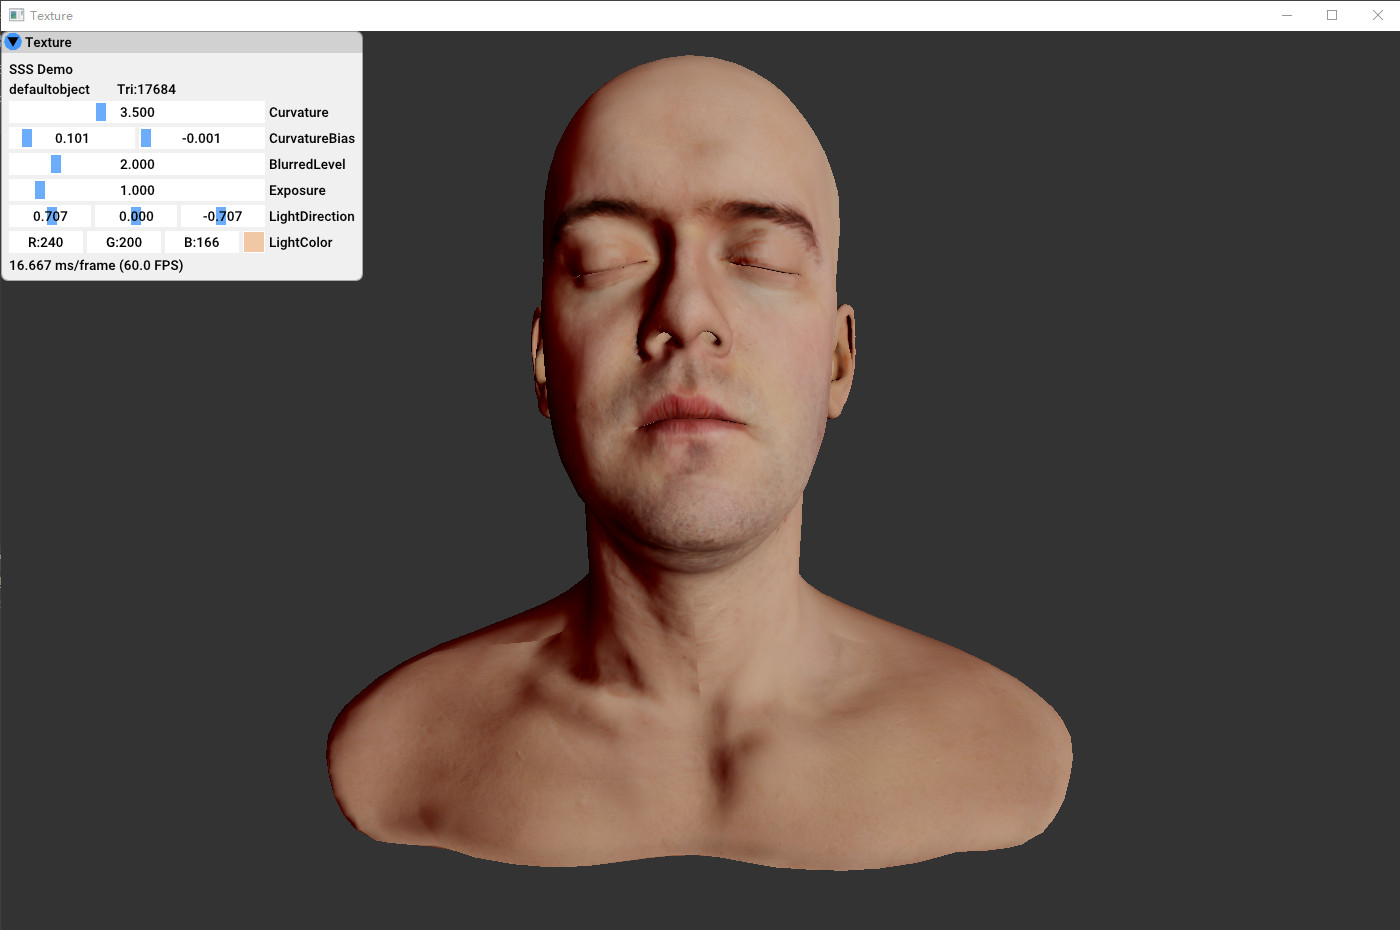 Texture
Texture
SSS Demo
defaultobject Tri:17684
3.500 Curvature
0.101 -0.001 CurvatureBias
2.000 BlurredLevel
1.000 Exposure
0.707 0.000 -0.707 LightDirection
R:240 G:200 B:166 LightColor
16.667 ms/frame (60.0 FPS)